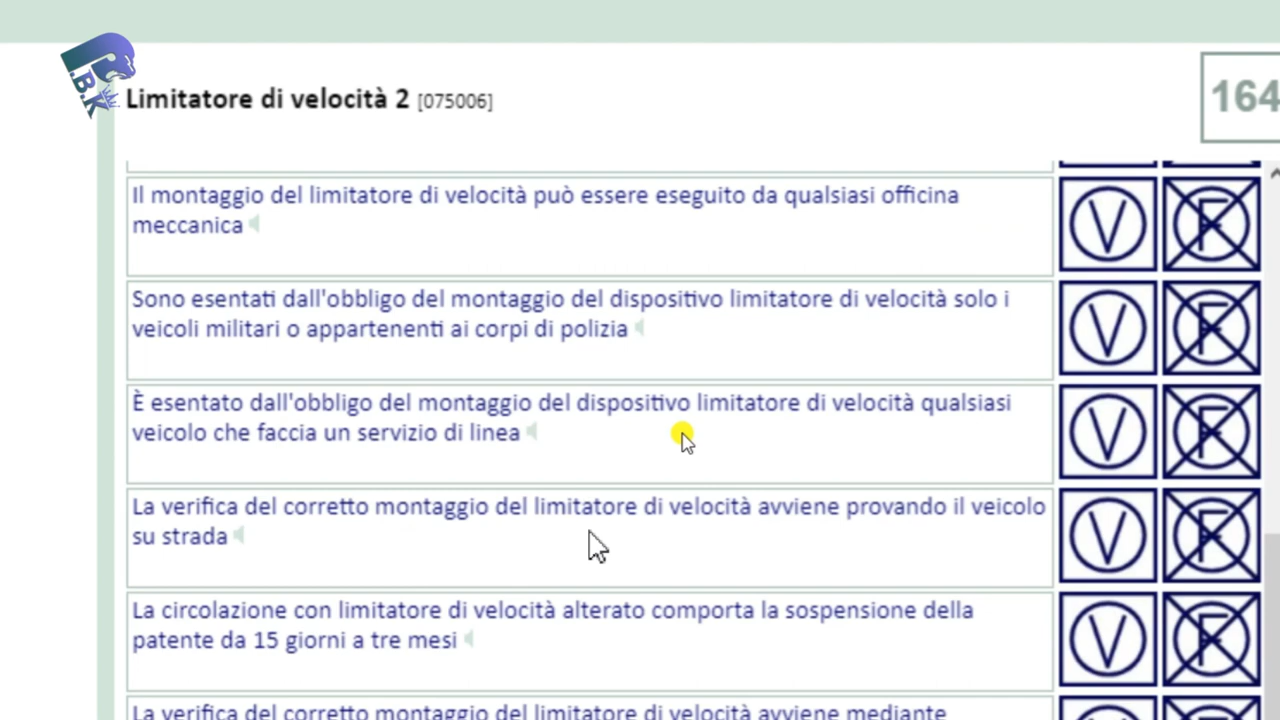 .B.K
Limitatore di velocità 2 [075006]
164
Il montaggio del limitatore di velocità può essere eseguito da qualsiasi officina
meccanica
V F
Sono esentati dall'obbligo del montaggio del dispositivo limitatore di velocità solo i
veicoli militari o appartenenti ai corpi di polizia
V F
È esentato dall'obbligo del montaggio del dispositivo limitatore di velocità qualsiasi
veicolo che faccia un servizio di linea
V F
La verifica del corretto montaggio del limitatore di velocità avviene provando il veicolo
su strada
V F
La circolazione con limitatore di velocità alterato comporta la sospensione della
patente da 15 giorni a tre mesi
V F
La verifica del corretto montaggio del limitatore di velocità avviene mediante